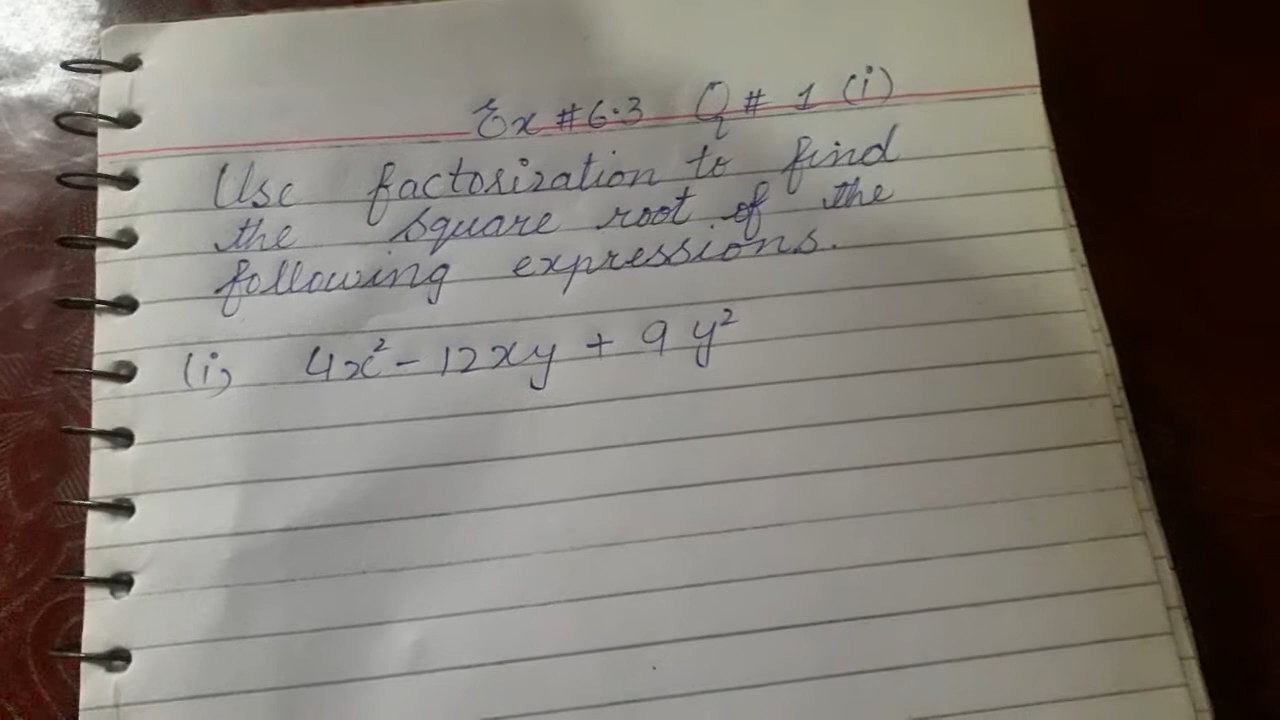 Ex # 6.3 Q # 1 (i)
Use factorization to find
the square root of the
following expressions.
(i) 4x² - 12xy + 9y²